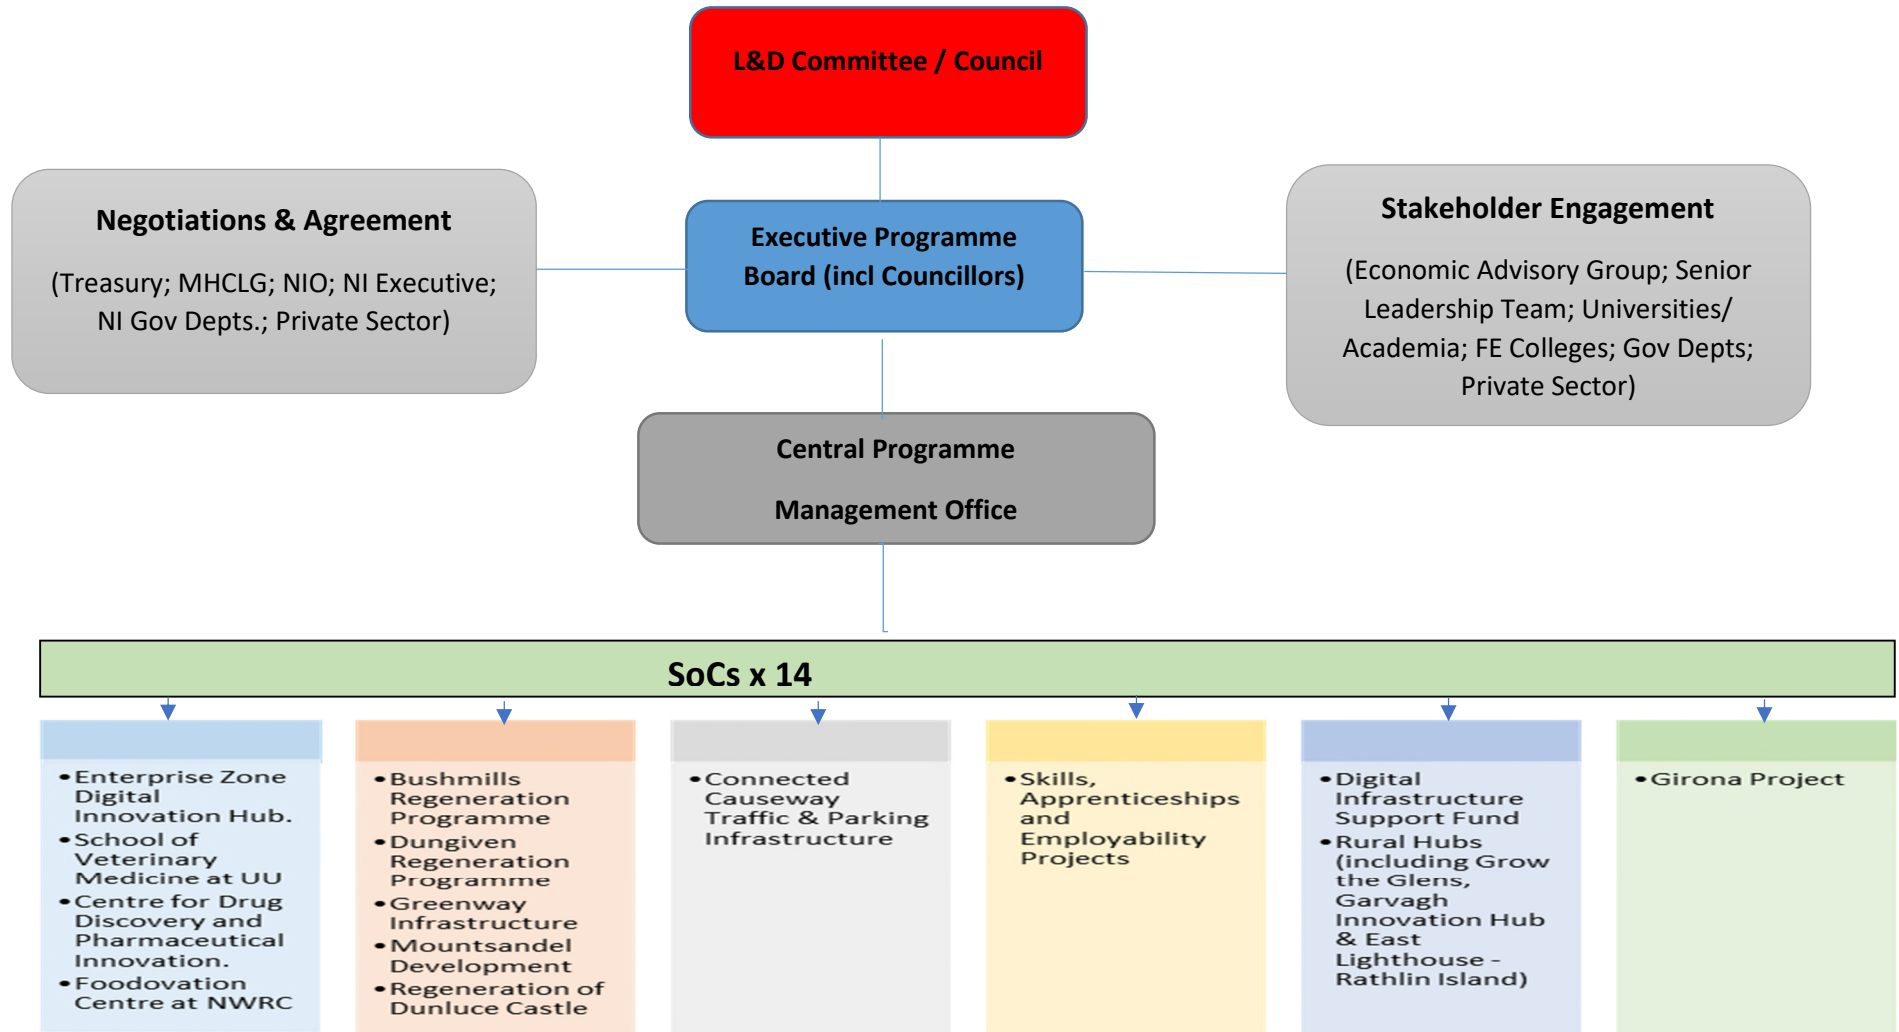 L&D Committee / Council
Negotiations & Agreement
(Treasury; MHCLG; NIO; NI Executive;
NI Gov Depts.; Private Sector)
Executive Programme
Board (incl Councillors)
Stakeholder Engagement
(Economic Advisory Group; Senior
Leadership Team; Universities/
Academia; FE Colleges; Gov Depts;
Private Sector)
Central Programme
Management Office
SoCs x 14
•Enterprise Zone
Digital
Innovation Hub.
•School of
Veterinary
Medicine at UU
•Centre for Drug
Discovery and
Pharmaceutical
Innovation.
•Foodovation
Centre at NWRC
•Bushmills
Regeneration
Programme
•Dungiven
Regeneration
Programme
•Greenway
Infrastructure
•Mountsandel
Development
•Regeneration of
Dunluce Castle
•Connected
Causeway
Traffic & Parking
Infrastructure
•Skills,
Apprenticeships
and
Employability
Projects
•Digital
Infrastructure
Support Fund
•Rural Hubs
(including Grow
the Glens,
Garvagh
Innovation Hub
& East
Lighthouse -
Rathlin Island)
•Girona Project